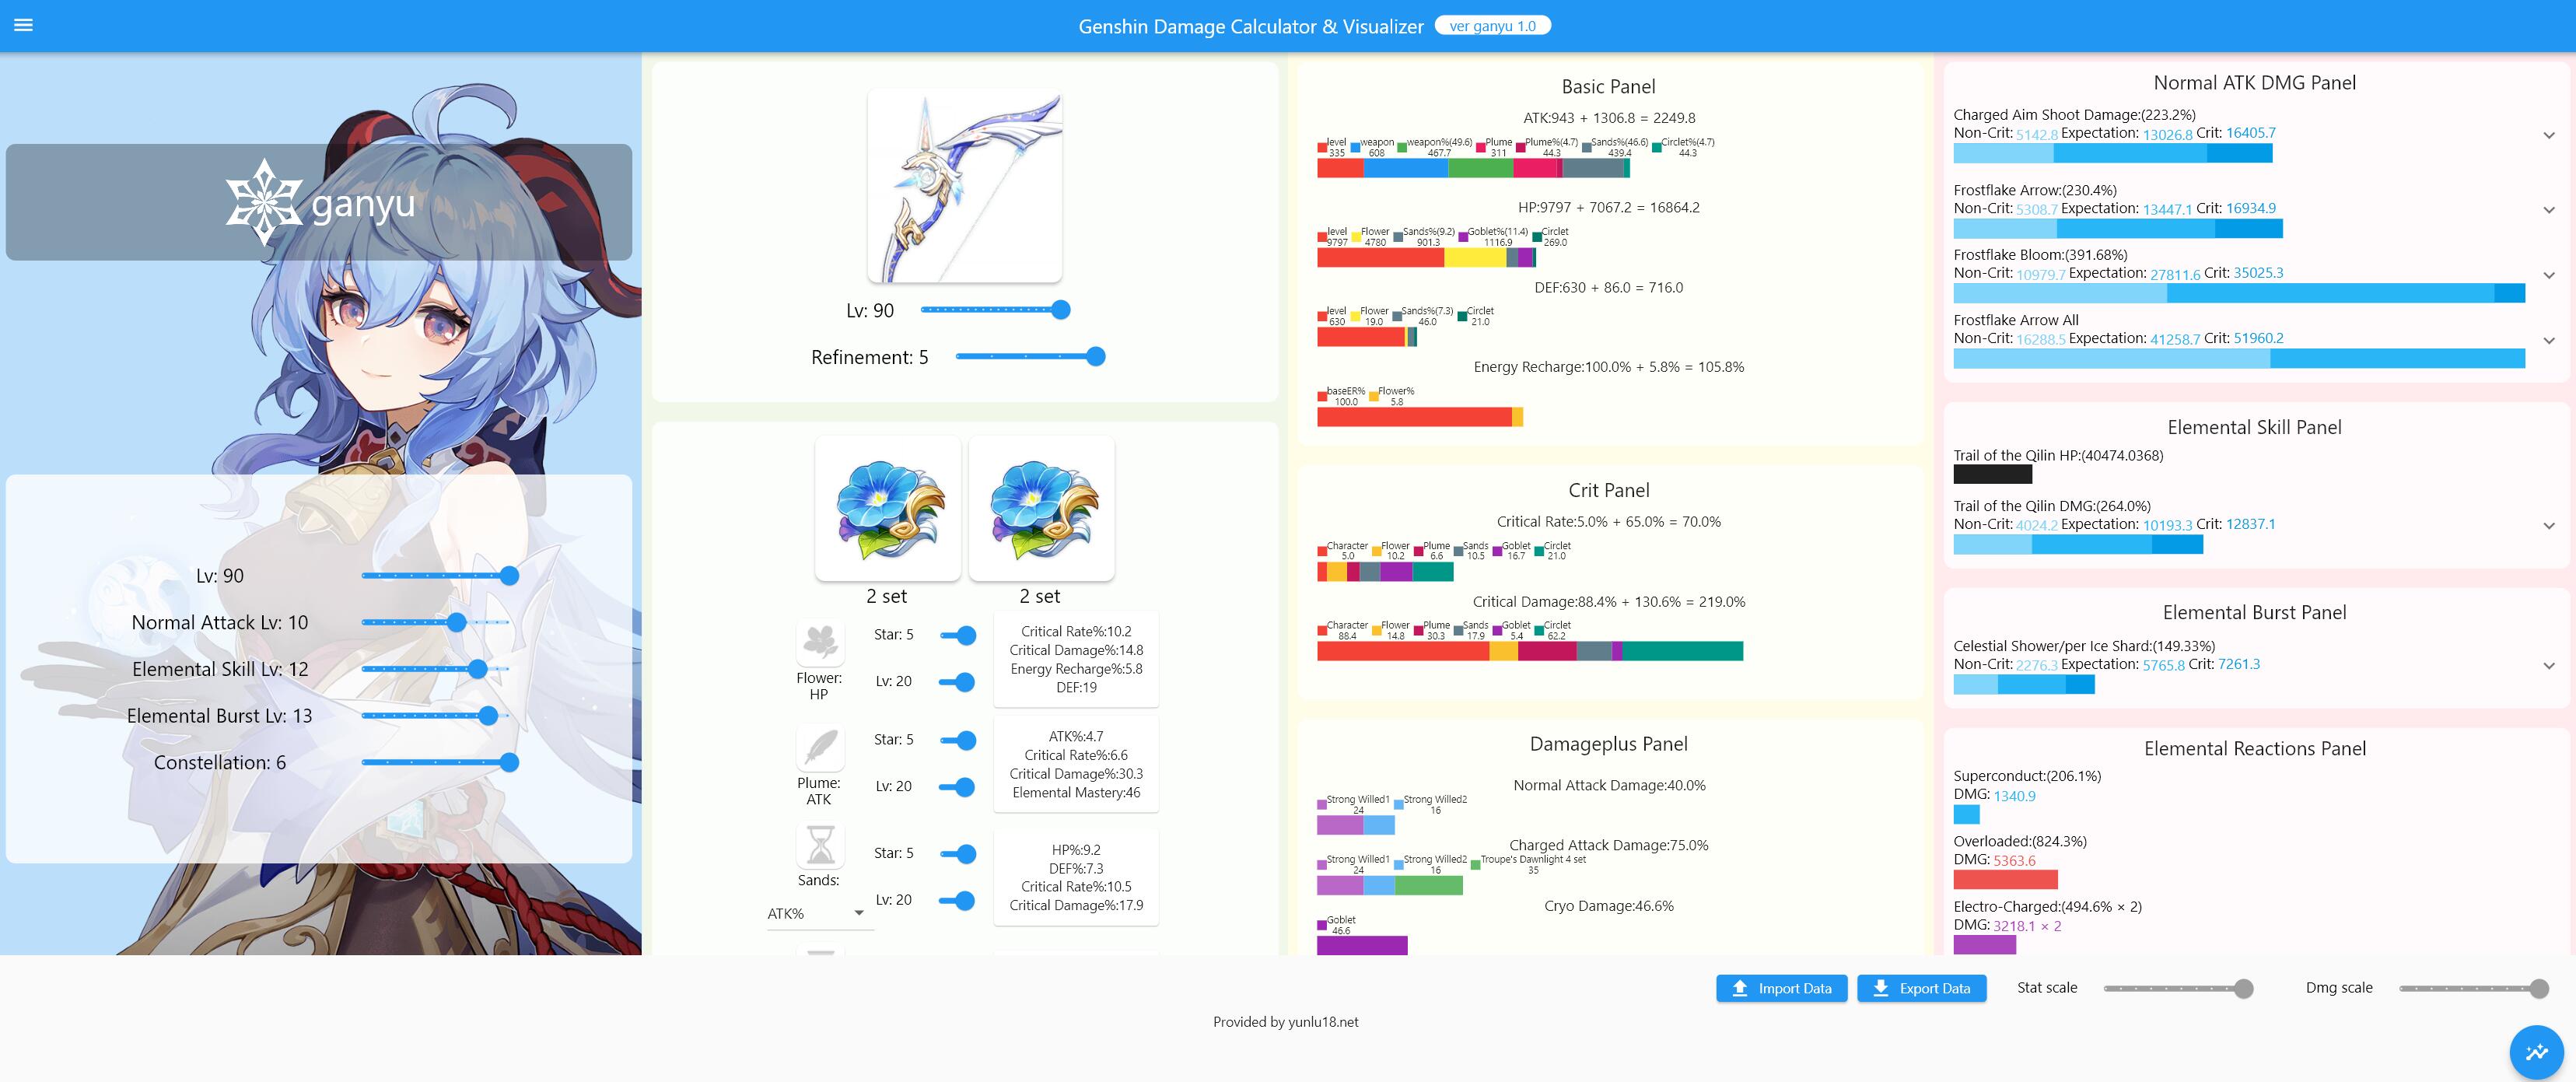 Genshin Damage Calculator & Visualizer ver ganyu 1.0
ganyu
Lv: 90
Normal Attack Lv: 10
Elemental Skill Lv: 12
Elemental Burst Lv: 13
Constellation: 6
Lv: 90
Refinement: 5
2 set
2 set
Flower:
HP
Star: 5
Lv: 20
Critical Rate%:10.2
Critical Damage%:14.8
Energy Recharge%:5.8
DEF:19
Plume:
ATK
Star: 5
Lv: 20
ATK%:4.7
Critical Rate%:6.6
Critical Damage%:30.3
Elemental Mastery:46
Sands:
ATK%
Star: 5
Lv: 20
HP%:9.2
DEF%:7.3
Critical Rate%:10.5
Critical Damage%:17.9
Basic Panel
ATK:943 + 1306.8 = 2249.8
level weapon weapon%(49.6) Plume Plume%(4.7) Sands%(46.6) Circlet%(4.7)
335 608 467.7 311 44.3 439.4 44.3
HP:9797 + 7067.2 = 16864.2
level Flower Sands%(9.2) Goblet%(11.4) Circlet
9797 4780 901.3 1116.9 269.0
DEF:630 + 86.0 = 716.0
level Flower Sands%(7.3) Circlet
630 19.0 46.0 21.0
Energy Recharge:100.0% + 5.8% = 105.8%
baseER% Flower%
100.0 5.8
Crit Panel
Critical Rate:5.0% + 65.0% = 70.0%
Character Flower Plume Sands Goblet Circlet
5.0 10.2 6.6 10.5 16.7 21.0
Critical Damage:88.4% + 130.6% = 219.0%
Character Flower Plume Sands Goblet Circlet
88.4 14.8 30.3 17.9 5.4 62.2
Damageplus Panel
Normal Attack Damage:40.0%
Strong Willed1 Strong Willed2
24 16
Charged Attack Damage:75.0%
Strong Willed1 Strong Willed2 Troupe's Dawnlight 4 set
24 16 35
Cryo Damage:46.6%
Goblet
46.6
Normal ATK DMG Panel
Charged Aim Shoot Damage:(223.2%)
Non-Crit: 5142.8 Expectation: 13026.8 Crit: 16405.7
Frostflake Arrow:(230.4%)
Non-Crit: 5308.7 Expectation: 13447.1 Crit: 16934.9
Frostflake Bloom:(391.68%)
Non-Crit: 10979.7 Expectation: 27811.6 Crit: 35025.3
Frostflake Arrow All
Non-Crit: 16288.5 Expectation: 41258.7 Crit: 51960.2
Elemental Skill Panel
Trail of the Qilin HP:(40474.0368)
Trail of the Qilin DMG:(264.0%)
Non-Crit: 4024.2 Expectation: 10193.3 Crit: 12837.1
Elemental Burst Panel
Celestial Shower/per Ice Shard:(149.33%)
Non-Crit: 2276.3 Expectation: 5765.8 Crit: 7261.3
Elemental Reactions Panel
Superconduct:(206.1%)
DMG: 1340.9
Overloaded:(824.3%)
DMG: 5363.6
Electro-Charged:(494.6% × 2)
DMG: 3218.1 × 2
Import Data
Export Data
Stat scale
Dmg scale
Provided by yunlu18.net